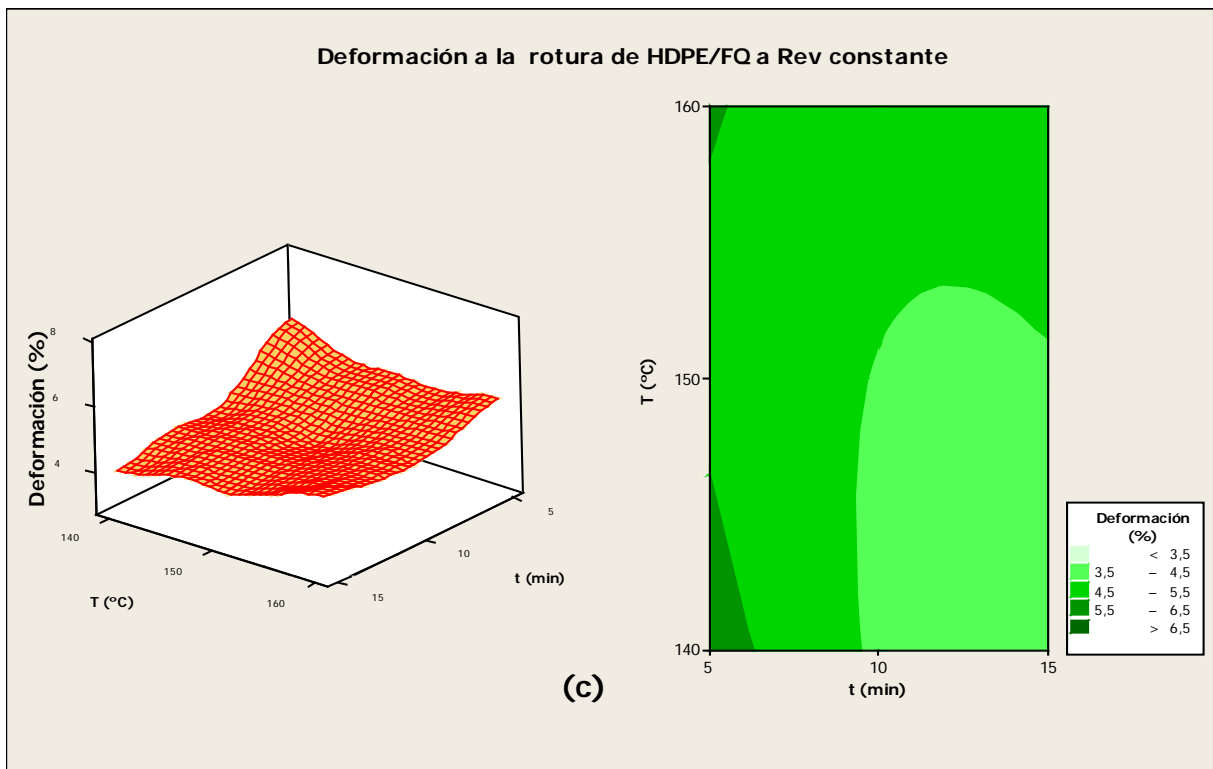 Deformación a la rotura de HDPE/FQ a Rev constante
8
6
4
Deformación (%)
140
150
160
T (ºC)
5
10
15
t (min)
160
150
140
T (ºC)
5
10
15
t (min)
Deformación
(%)
< 3,5
3,5 – 4,5
4,5 – 5,5
5,5 – 6,5
> 6,5
(c)